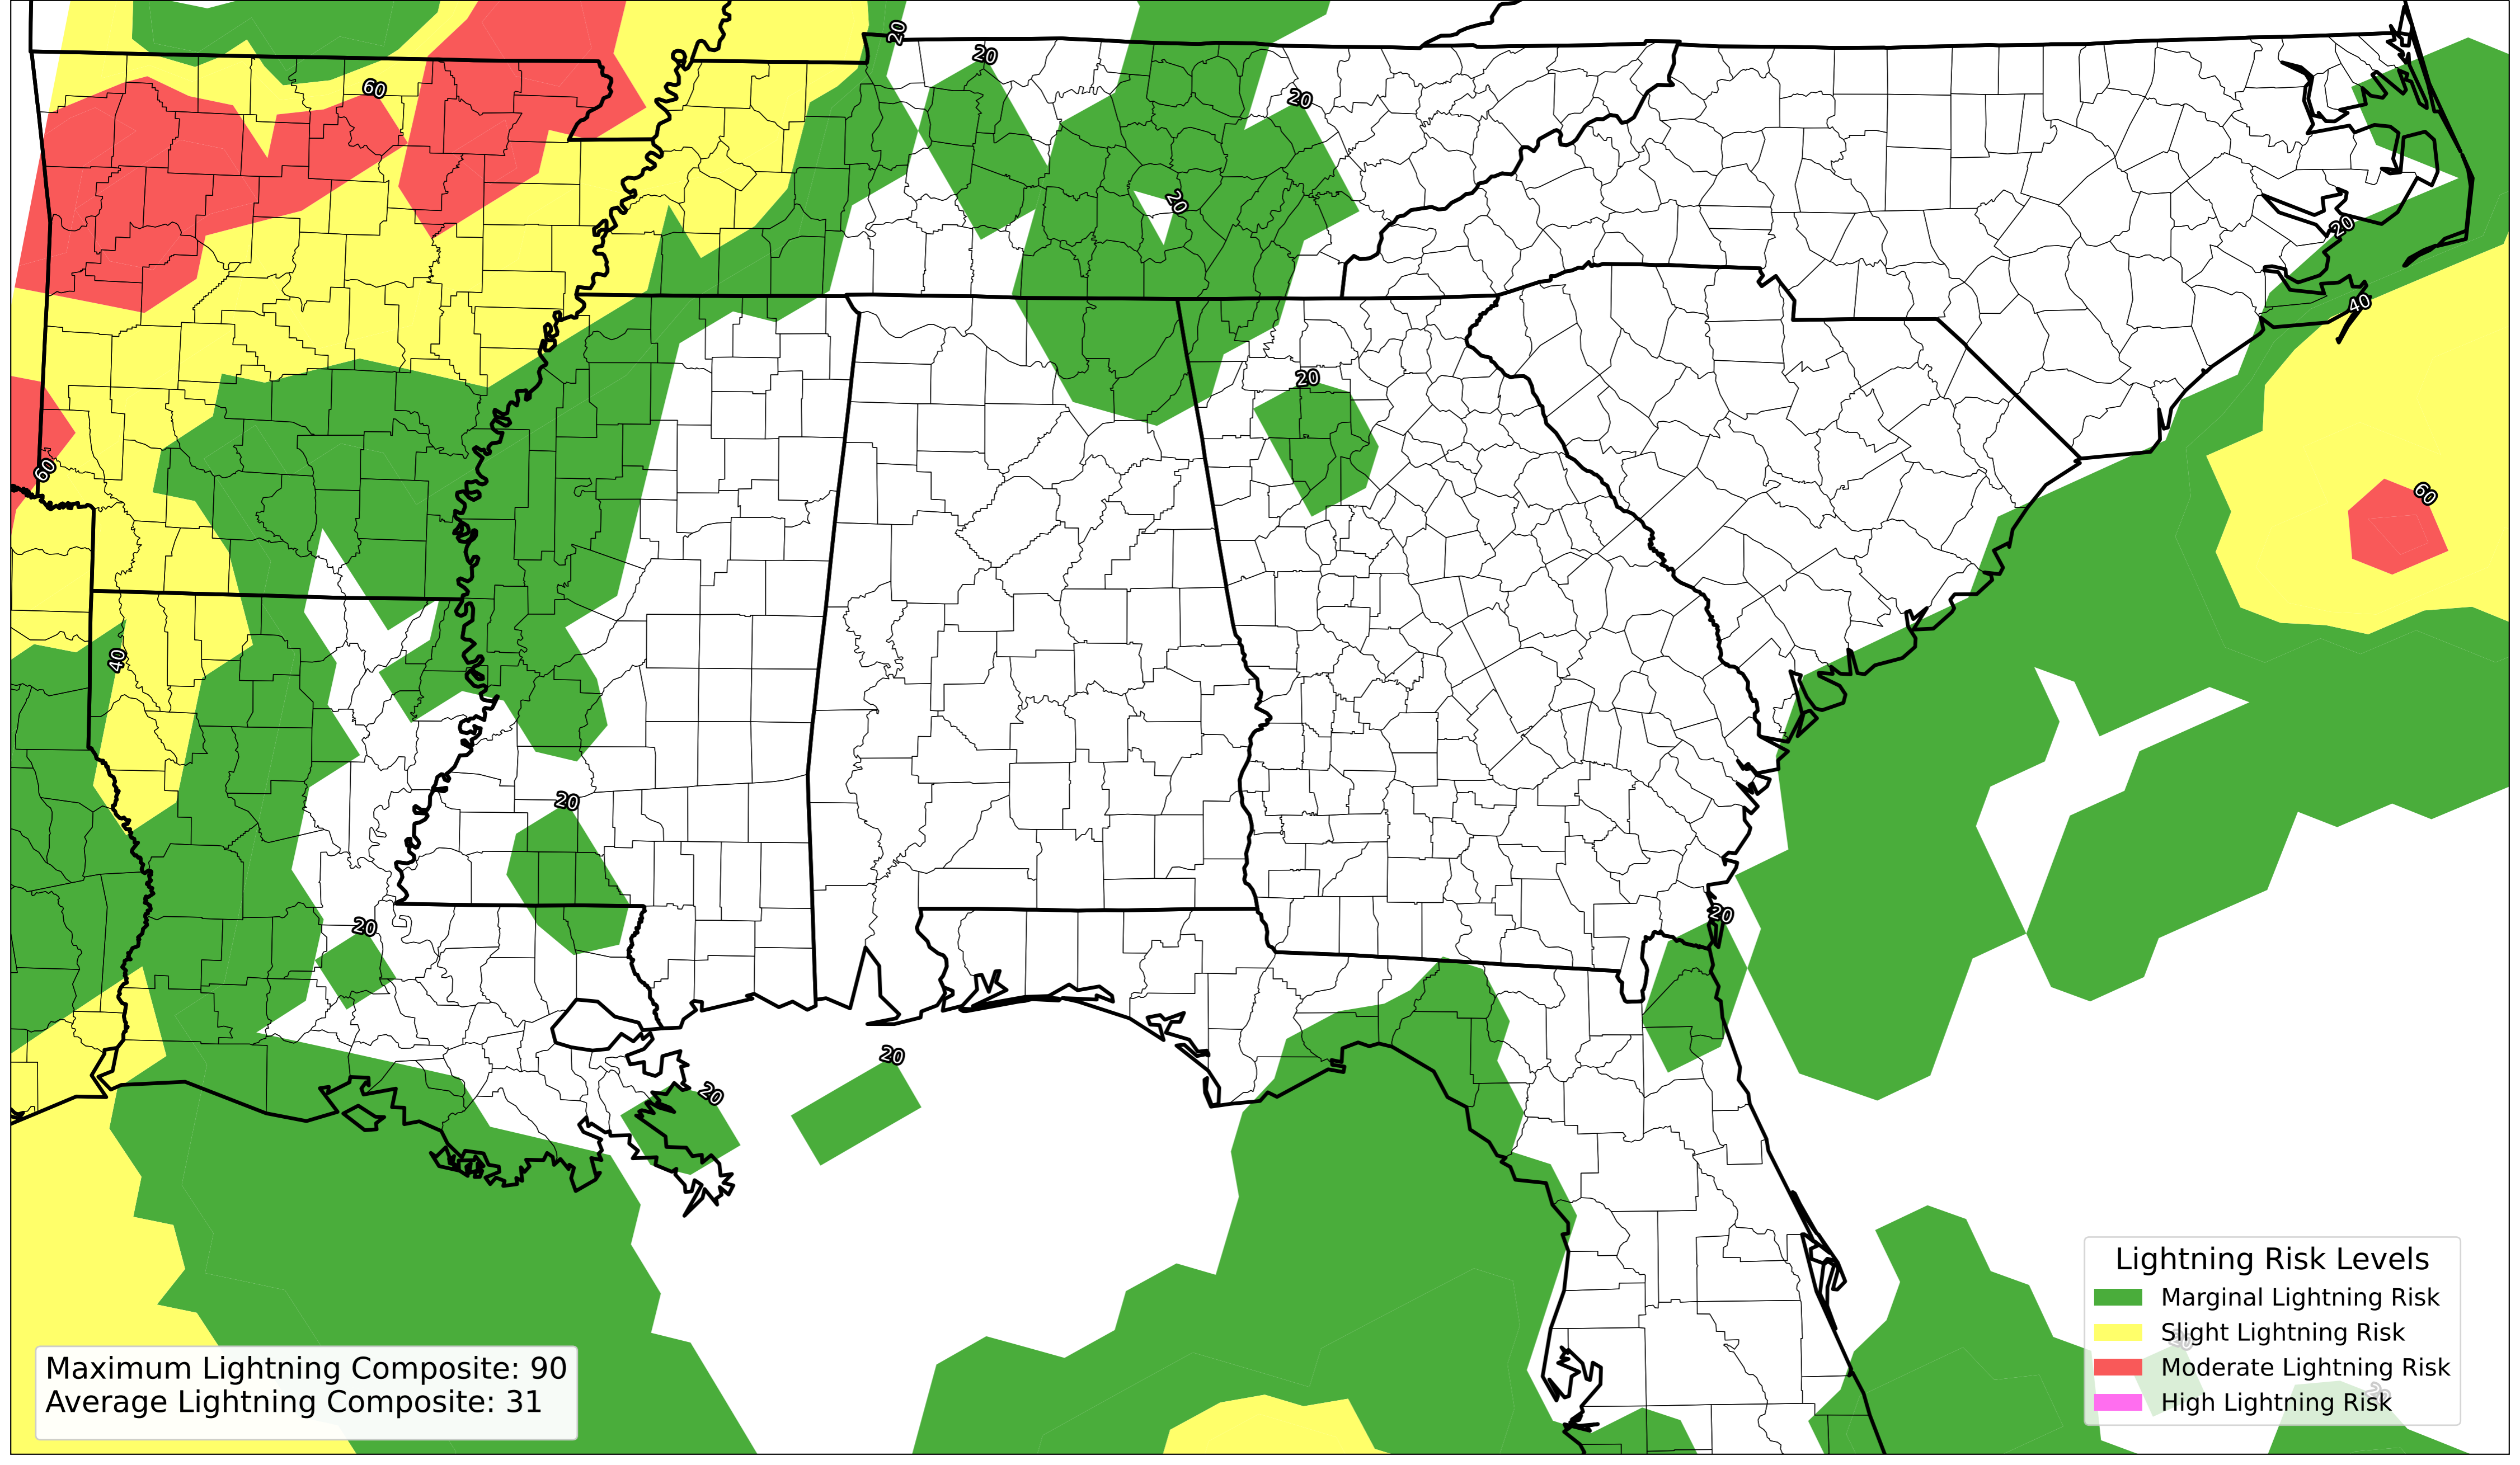 20
20
60
20
20
20
40
20
60
60
40
20
20
20
20
20
Lightning Risk Levels
Marginal Lightning Risk
Slight Lightning Risk
Moderate Lightning Risk
High Lightning Risk
Maximum Lightning Composite: 90
Average Lightning Composite: 31